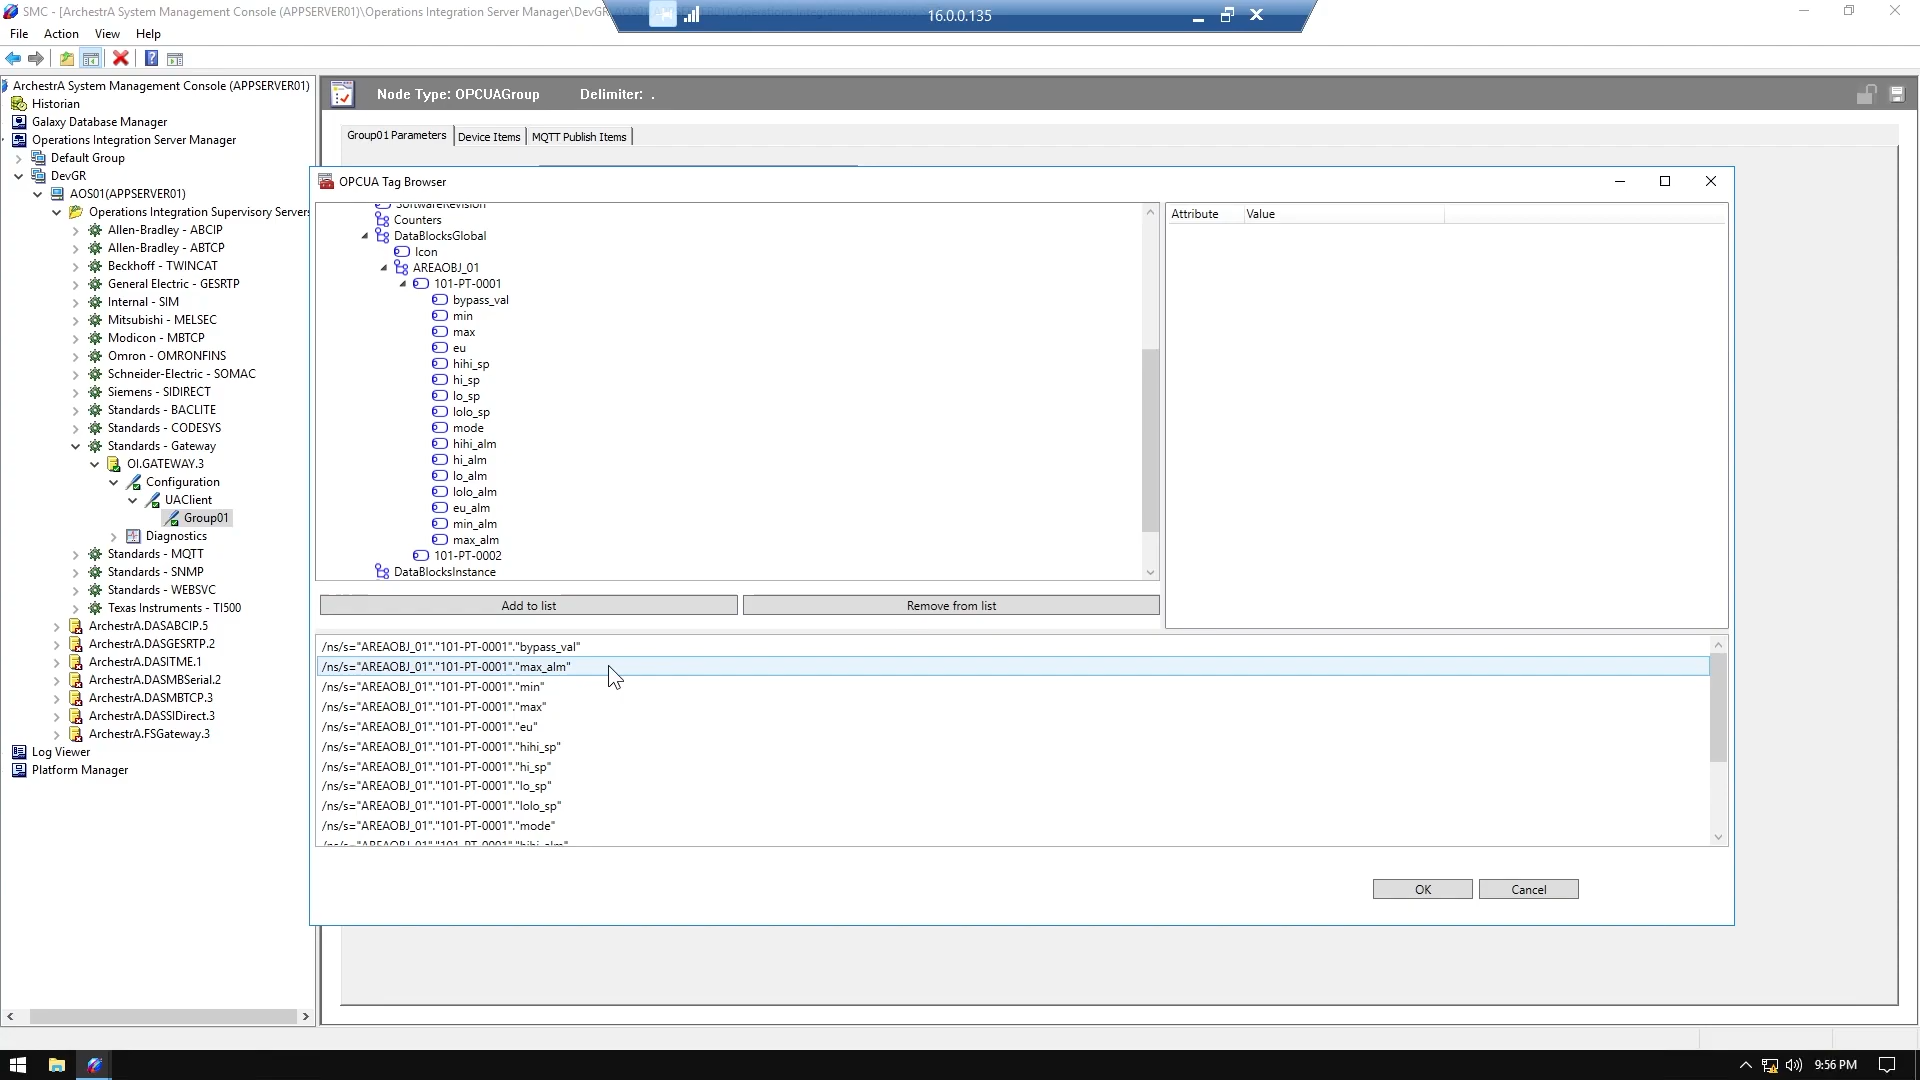 SMC - [ArchestrA System Management Console (APPSERVER01)\Operations Integration Server Manager\DevGR
16.0.0.135
File Action View Help
ArchestrA System Management Console (APPSERVER01)
Historian
Galaxy Database Manager
Operations Integration Server Manager
Default Group
DevGR
AOS01(APPSERVER01)
Operations Integration Supervisory Servers
Allen-Bradley - ABCIP
Allen-Bradley - ABTCP
Beckhoff - TWINCAT
General Electric - GESRTP
Internal - SIM
Mitsubishi - MELSEC
Modicon - MBTCP
Omron - OMRONFINS
Schneider-Electric - SOMAC
Siemens - SIDIRECT
Standards - BACLITE
Standards - CODESYS
Standards - Gateway
OI.GATEWAY.3
Configuration
UAClient
Group01
Diagnostics
Standards - MQTT
Standards - SNMP
Standards - WEBSVC
Texas Instruments - TI500
ArchestrA.DASABCIP.5
ArchestrA.DASGESRTP.2
ArchestrA.DASITME.1
ArchestrA.DASMBSerial.2
ArchestrA.DASMBTCP.3
ArchestrA.DASSIDirect.3
ArchestrA.FSGateway.3
Log Viewer
Platform Manager
Node Type: OPCUAGroup Delimiter: .
Group01 Parameters Device Items MQTT Publish Items
OPCUA Tag Browser
SoftwareRevision
Counters
DataBlocksGlobal
Icon
AREAOBJ_01
101-PT-0001
bypass_val
min
max
eu
hihi_sp
hi_sp
lo_sp
lolo_sp
mode
hihi_alm
hi_alm
lo_alm
lolo_alm
eu_alm
min_alm
max_alm
101-PT-0002
DataBlocksInstance
Attribute Value
Add to list Remove from list
/ns/s="AREAOBJ_01"."101-PT-0001"."bypass_val"
/ns/s="AREAOBJ_01"."101-PT-0001"."max_alm"
/ns/s="AREAOBJ_01"."101-PT-0001"."min"
/ns/s="AREAOBJ_01"."101-PT-0001"."max"
/ns/s="AREAOBJ_01"."101-PT-0001"."eu"
/ns/s="AREAOBJ_01"."101-PT-0001"."hihi_sp"
/ns/s="AREAOBJ_01"."101-PT-0001"."hi_sp"
/ns/s="AREAOBJ_01"."101-PT-0001"."lo_sp"
/ns/s="AREAOBJ_01"."101-PT-0001"."lolo_sp"
/ns/s="AREAOBJ_01"."101-PT-0001"."mode"
/ns/s="AREAOBJ_01"."101-PT-0001"."hihi_alm"
OK Cancel
9:56 PM